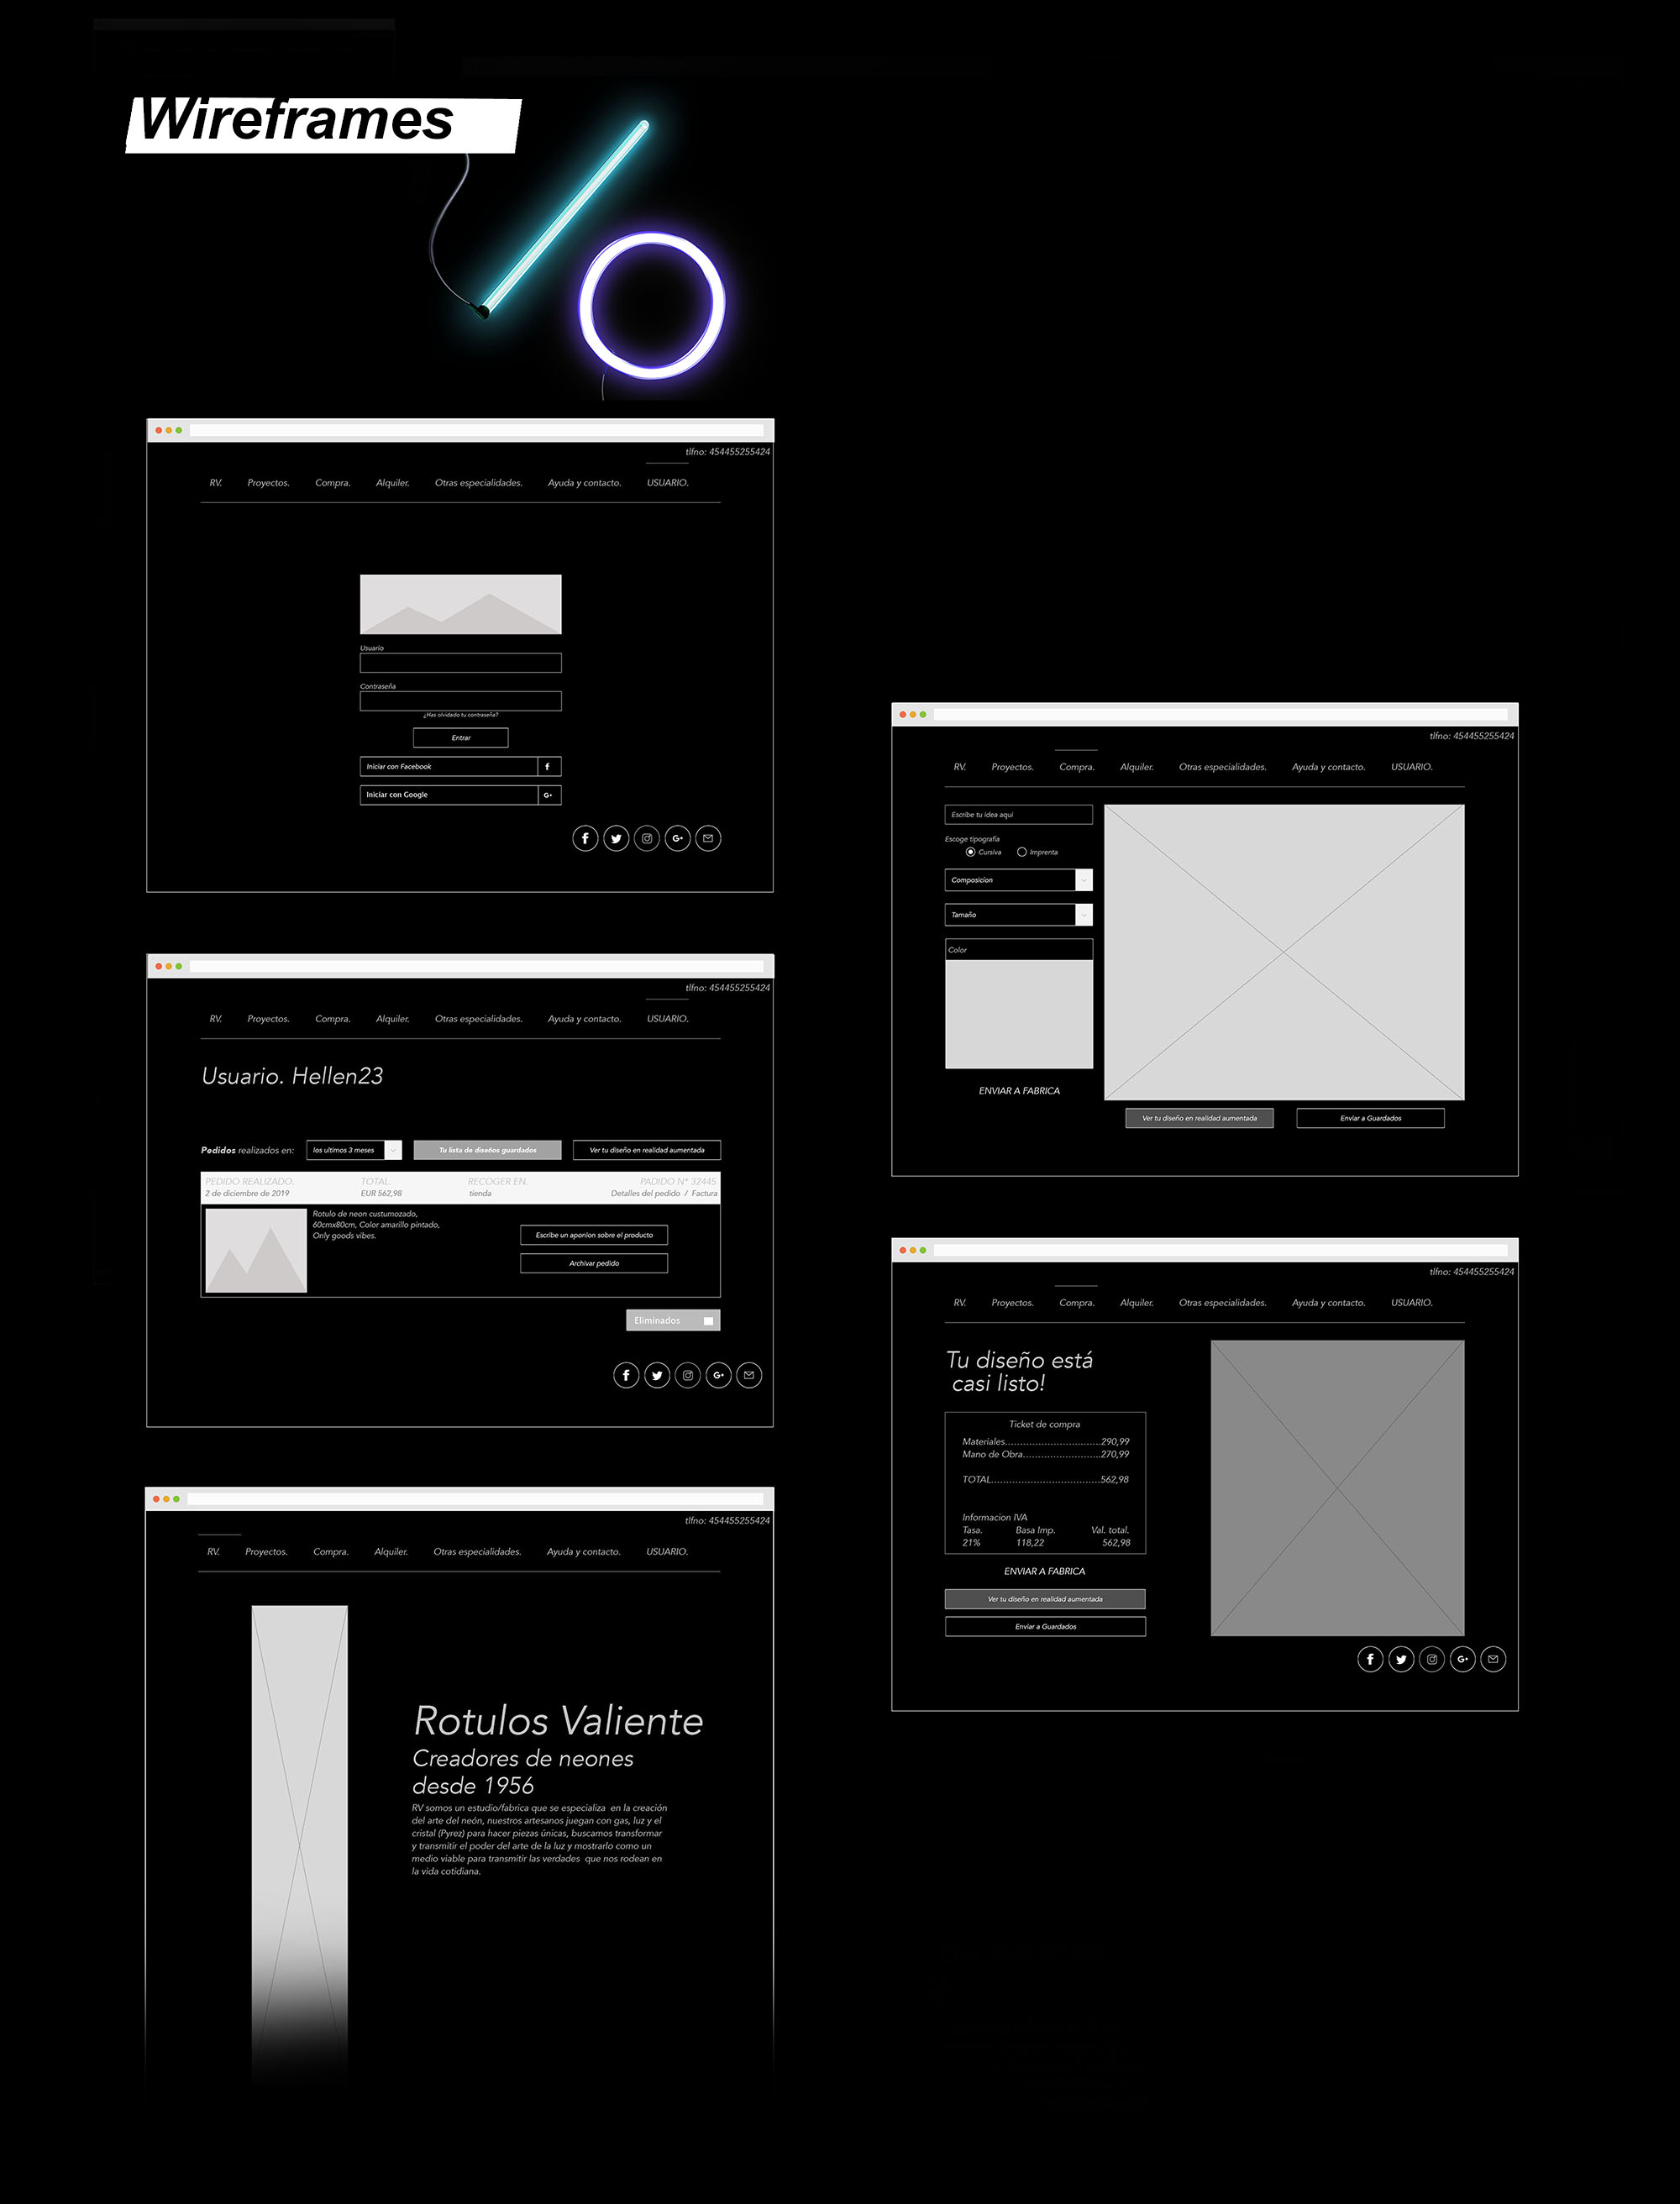 Wireframes
tlfno: 454455255424
RV. Proyectos. Compra. Alquiler. Otras especialidades. Ayuda y contacto. USUARIO.
Usuario
Contraseña
¿Has olvidado tu contraseña?
Entrar
Iniciar con Facebook
Iniciar con Google
tlfno: 454455255424
RV. Proyectos. Compra. Alquiler. Otras especialidades. Ayuda y contacto. USUARIO.
Usuario. Hellen23
Pedidos realizados en: los ultimos 3 meses Tu lista de diseños guardados Ver tu diseño en realidad aumentada
PEDIDO REALIZADO. TOTAL. RECOGER EN. PADIDO Nº 32445
2 de diciembre de 2019 EUR 562,98 tienda Detalles del pedido / Factura
Rotulo de neon custumozado,
60cmx80cm, Color amarillo pintado,
Only goods vibes.
Escribe un aponion sobre el producto
Archivar pedido
Eliminados
tlfno: 454455255424
RV. Proyectos. Compra. Alquiler. Otras especialidades. Ayuda y contacto. USUARIO.
Rotulos Valiente
Creadores de neones
desde 1956
RV somos un estudio/fabrica que se especializa en la creación
del arte del neón, nuestros artesanos juegan con gas, luz y el
cristal (Pyrez) para hacer piezas únicas, buscamos transformar
y transmitir el poder del arte de la luz y mostrarlo como un
medio viable para transmitir las verdades que nos rodean en
la vida cotidiana.
tlfno: 454455255424
RV. Proyectos. Compra. Alquiler. Otras especialidades. Ayuda y contacto. USUARIO.
Escribe tu idea aqui
Escoge tipografía
Cursiva Imprenta
Composicíon
Tamaño
Color
ENVIAR A FABRICA
Ver tu diseño en realidad aumentada Enviar a Guardados
tlfno: 454455255424
RV. Proyectos. Compra. Alquiler. Otras especialidades. Ayuda y contacto. USUARIO.
Tu diseño está
casi listo!
Ticket de compra
Materiales................................290,99
Mano de Obra..........................270,99
TOTAL....................................562,98
Informacion IVA
Tasa. Basa Imp. Val. total.
21% 118,22 562,98
ENVIAR A FABRICA
Ver tu diseño en realidad aumentada
Enviar a Guardados